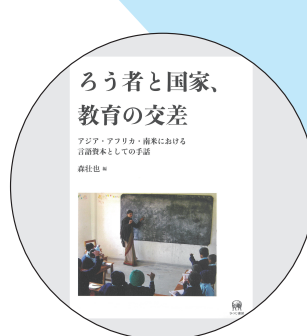 ろう者と国家、
教育の交差
アジア・アフリカ・南米における
言語資本としての手話
森壮也 編